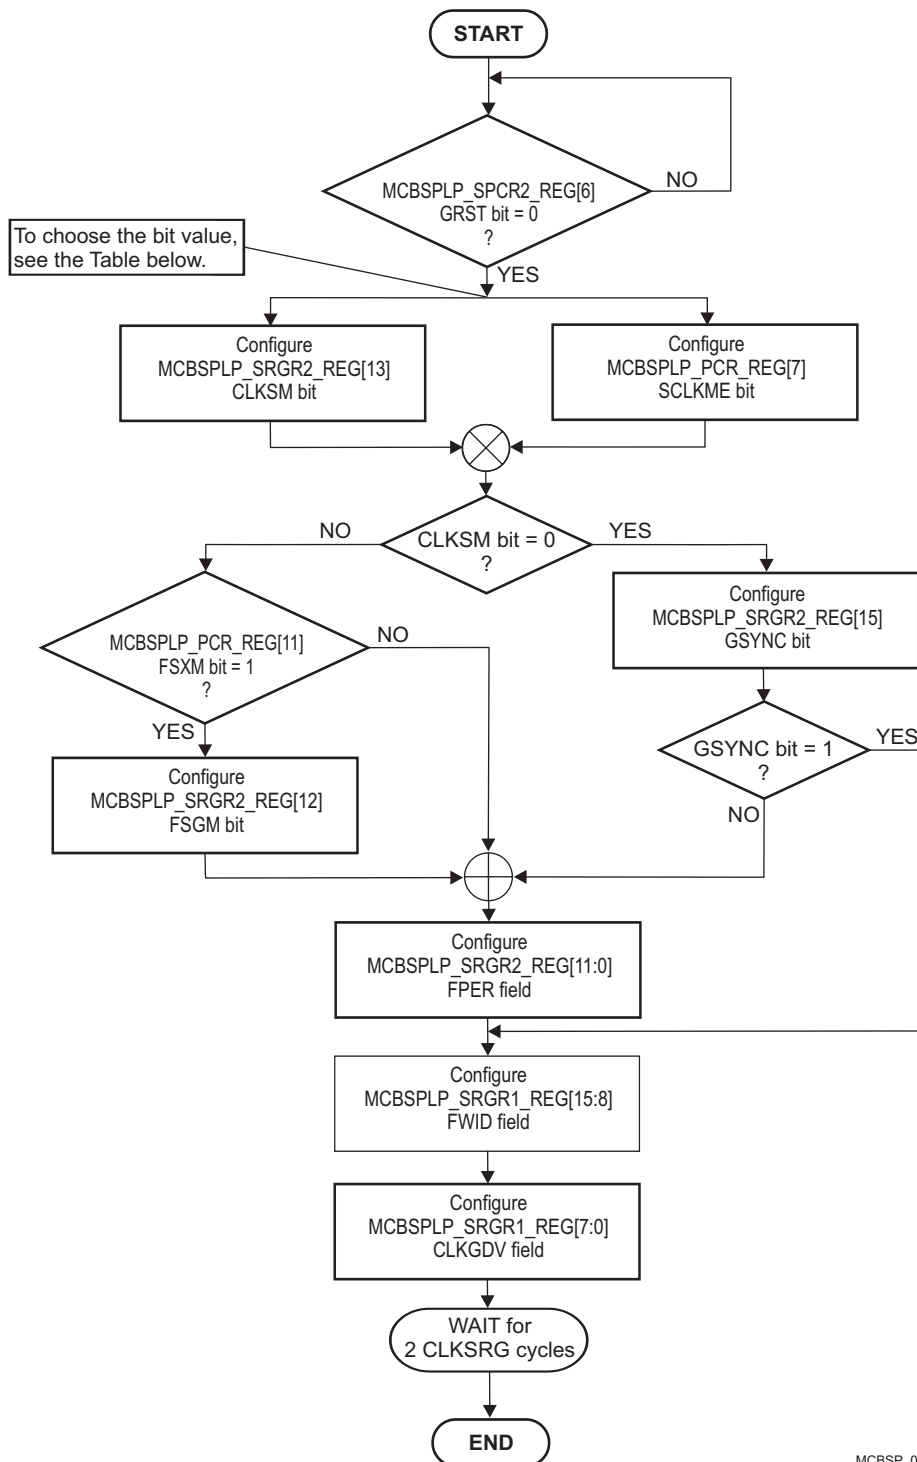 START
MCBSPLP_SPCR2_REG[6]
GRST bit = 0
?
NO
To choose the bit value,
see the Table below.
YES
Configure
MCBSPLP_SRGR2_REG[13]
CLKSM bit
Configure
MCBSPLP_PCR_REG[7]
SCLKME bit
NO
CLKSM bit = 0
?
YES
MCBSPLP_PCR_REG[11]
FSXM bit = 1
?
NO
Configure
MCBSPLP_SRGR2_REG[15]
GSYNC bit
YES
GSYNC bit = 1
?
YES
NO
Configure
MCBSPLP_SRGR2_REG[12]
FSGM bit
Configure
MCBSPLP_SRGR2_REG[11:0]
FPER field
Configure
MCBSPLP_SRGR1_REG[15:8]
FWID field
Configure
MCBSPLP_SRGR1_REG[7:0]
CLKGDV field
WAIT for
2 CLKSRG cycles
END